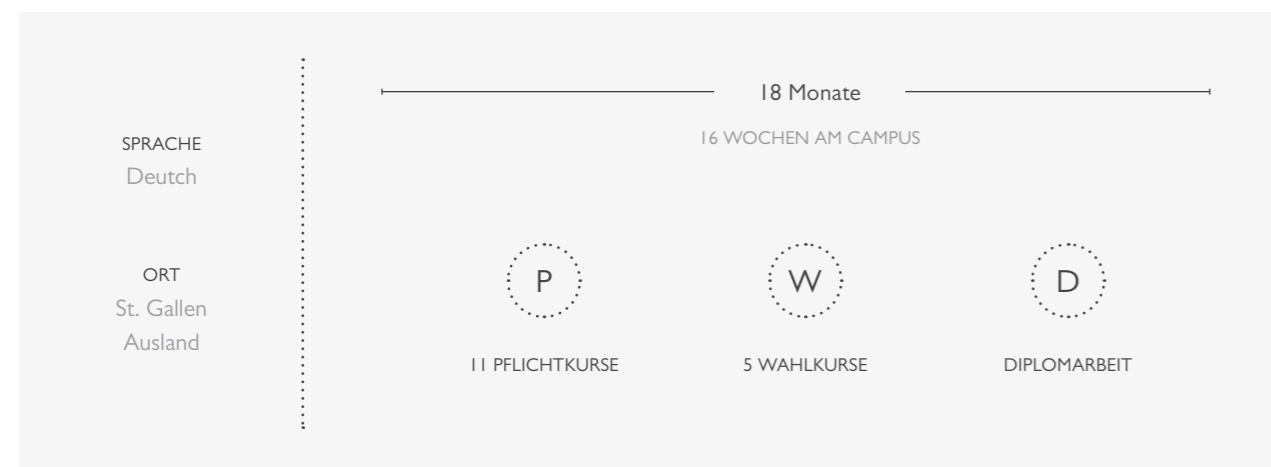 SPRACHE
Deutch
ORT
St. Gallen
Ausland
18 Monate
16 WOCHEN AM CAMPUS
P
W
D
11 PFLICHTKURSE
5 WAHLKURSE
DIPLOMARBEIT